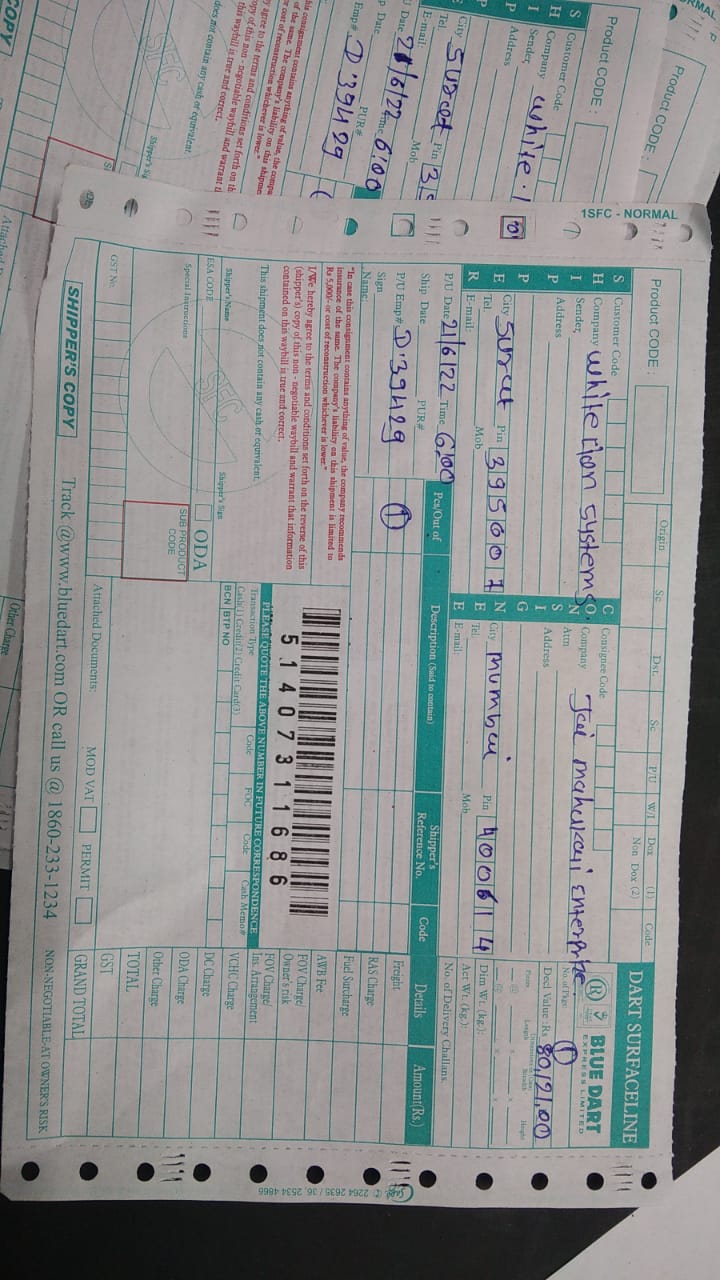 1SFC - NORMAL
Product CODE :
Origin
Sc
Dst.
Sc
P/U
W/1
Dox (1)
Non Dox (2)
Code
DART SURFACELINE
BLUE DART
EXPRESS LIMITED
SHIPPER
Customer Code
Company white lion systems.
Sender,
Address
City Surat Pin 395007
Tel.
Mob
E-mail:
CONSIGNEE
Consignee Code
Company
Attn
Address
City mumbai Pin 400614
Tel.
Mob
E-mail:
No. of Pkgs: 1
Decl Value :Rs 80,121.00
Length Breadth Height
Dim Wt. (kg.):
Act Wt. (kg.):
No. of Delivery Challans.
P/U Date 21/6/22 Time 6:00
Ship Date
PUR#
P/U Emp# D'39429
Sign
Name:
Pcs/Out of
1
Description (Said to contain)
Shipper's
Reference No.
Code
Details
Amount(Rs.)
Freight
RAS Charge
Fuel Surcharge
AWB Fee
FOV Charge/
Owner's risk
FOV Charge/
Ins. Arrangement
VCHC Charge
DC Charge
ODA Charge
Other Charge
TOTAL
GST
GRAND TOTAL
"In case this consignment contains anything of value, the company recommends
insurance of the same. The company's liability on this shipment is limited to
Rs 5,000/- or cost of reconstruction whichever is lower."
I/We hereby agree to the terms and conditions set forth on the reverse of this
(shipper's) copy of this non - negotiable waybill and warrant that information
contained on this waybill is true and correct.
This shipment does not contain any cash or equivalent.
SFC
Shipper's Name
Shipper's Sign
51407311686
PLEASE QUOTE THE ABOVE NUMBER IN FUTURE CORRESPONDENCE
Transaction Type
Code
FOC
Code
Cash Memo#
Cash(1) Credit(2) Credit Card(3)
BCN BTP NO
ESA CODE
ODA
Special Instructions
SUB PRODUCT
CODE
GST No.
Attached Documents:
MOD VAT
PERMIT
SHIPPER'S COPY
Track @www.bluedart.com OR call us @ 1860-233-1234
NON-NEGOTIABLE-AT OWNER'S RISK
Product CODE :
Customer Code
Company white
Sender,
Address
City Surat Pin
Tel.
Mob
E-mail:
Date 21/6/22 Time 6:00
PUR#
Emp# D'39429
SFC
does not contain any cash or equivalent.
Other Charge
COPY